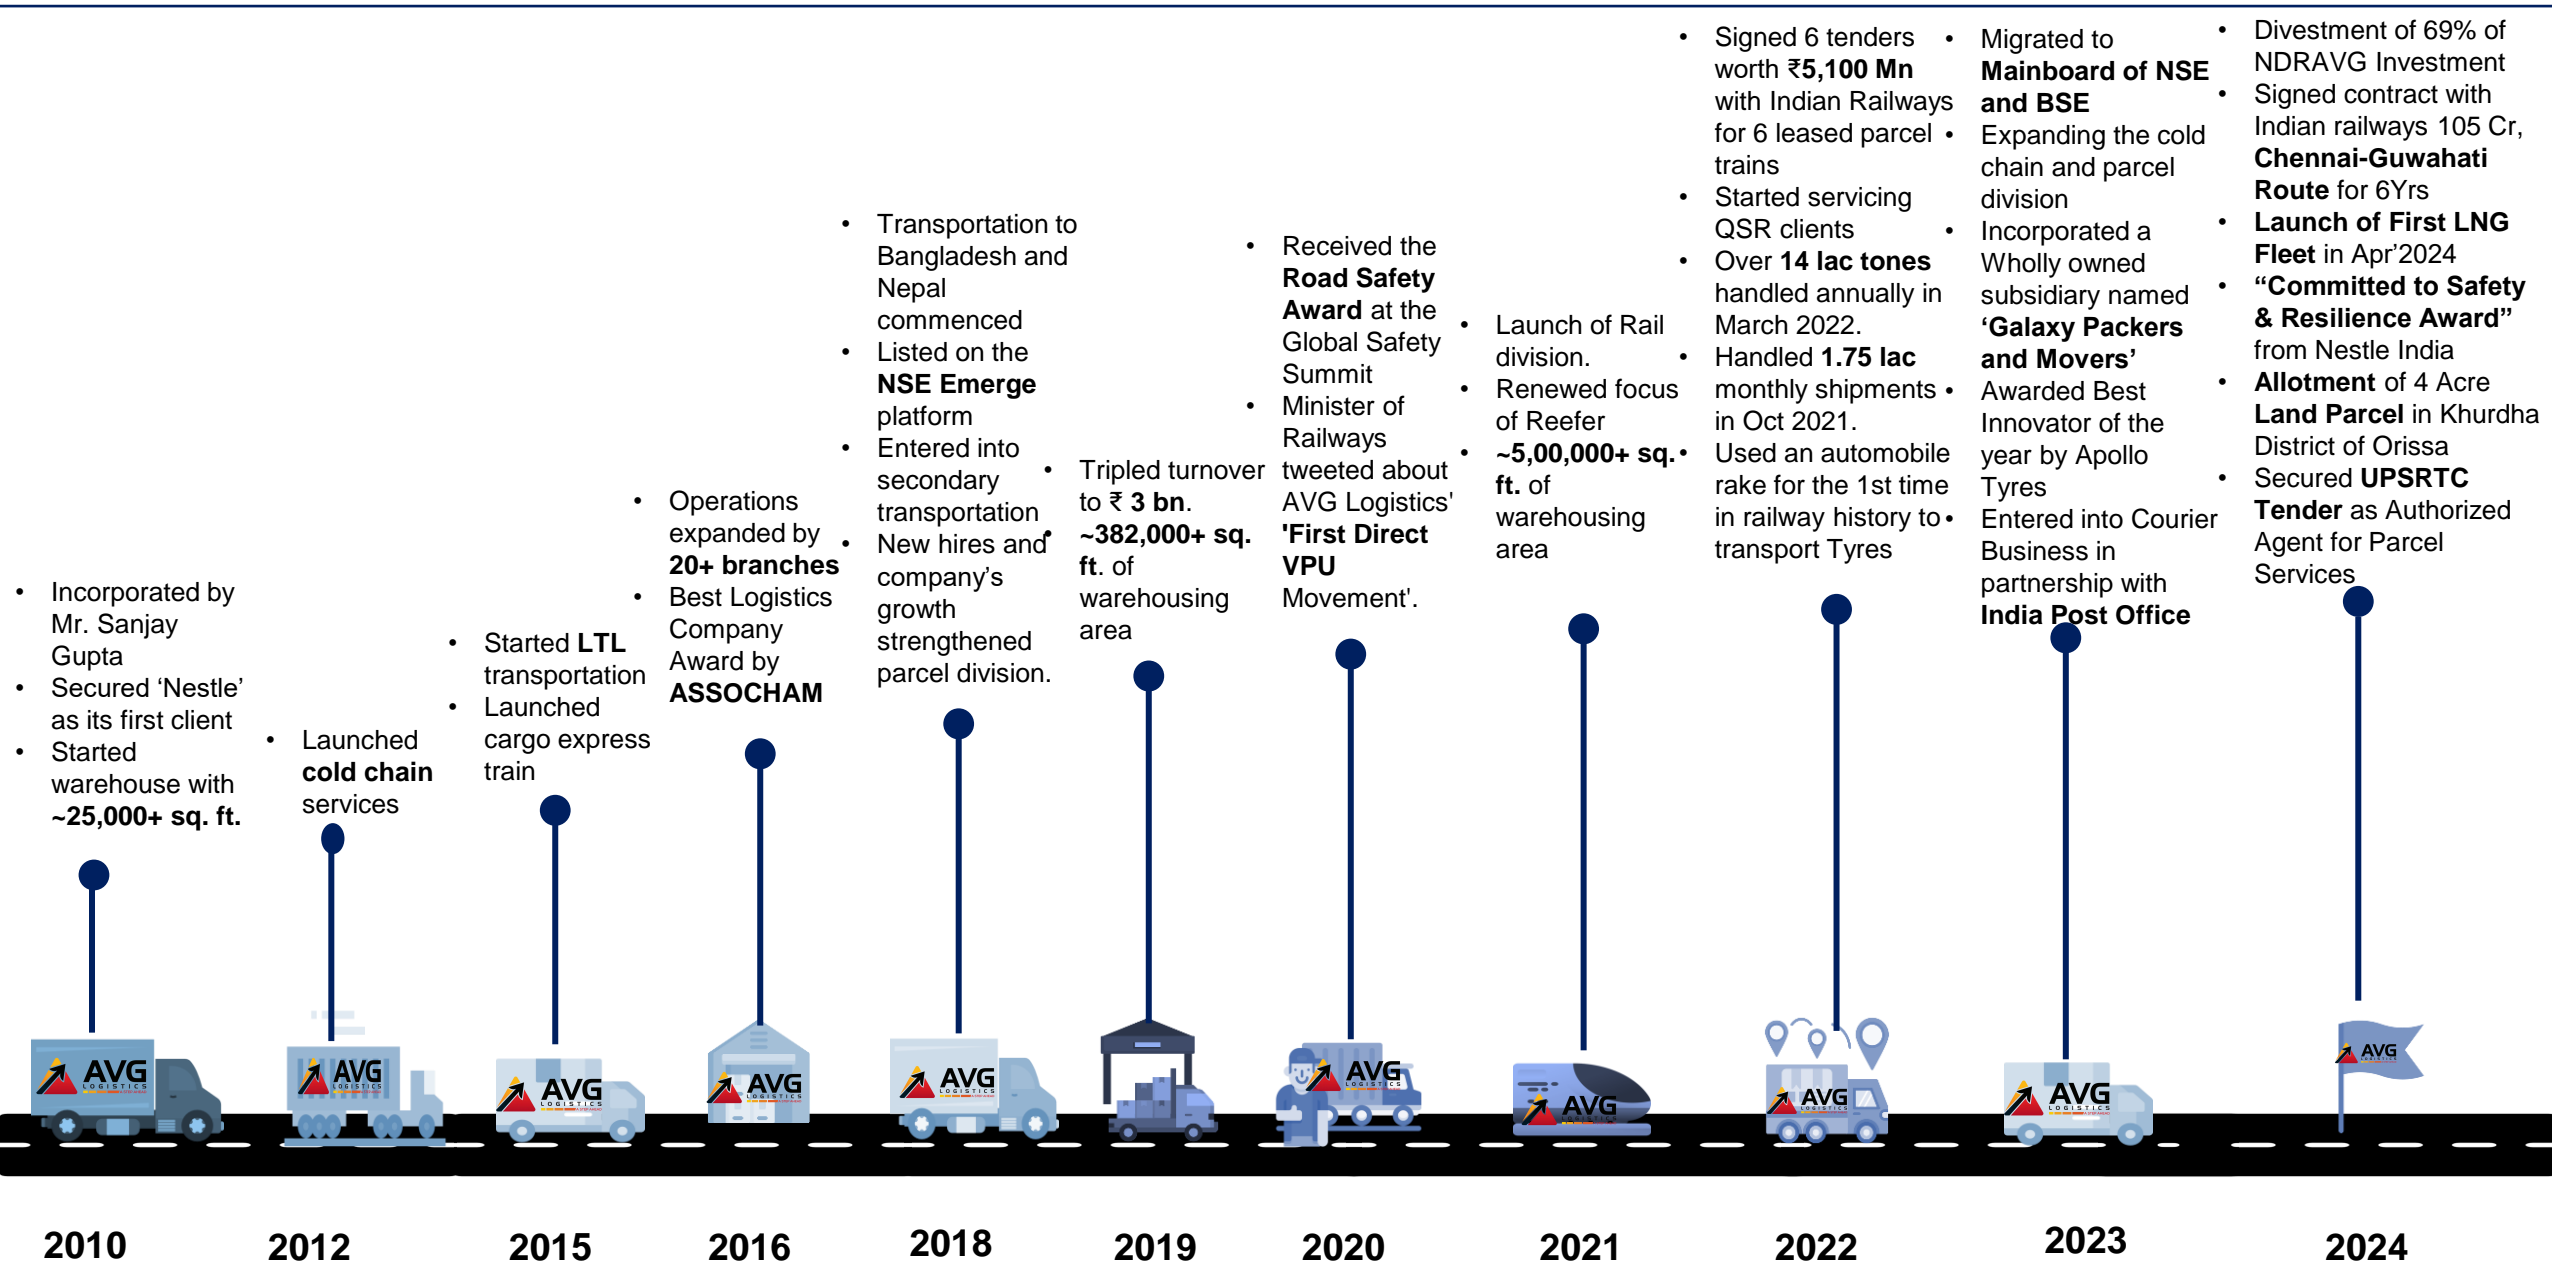 • Incorporated by
Mr. Sanjay
Gupta
• Secured ‘Nestle’
as its first client
• Started
warehouse with
~25,000+ sq. ft.
• Launched
cold chain
services
• Started LTL
transportation
• Launched
cargo express
train
• Operations
expanded by
20+ branches
• Best Logistics
Company
Award by
ASSOCHAM
• Transportation to
Bangladesh and
Nepal
commenced
• Listed on the
NSE Emerge
platform
• Entered into
secondary
transportation
• New hires and
company’s
growth
strengthened
parcel division.
• Tripled turnover
to ₹ 3 bn.
• ~382,000+ sq.
ft. of
warehousing
area
• Received the
Road Safety
Award at the
Global Safety
Summit
• Minister of
Railways
tweeted about
AVG Logistics'
'First Direct
VPU
Movement'.
• Launch of Rail
division.
• Renewed focus
of Reefer
• ~5,00,000+ sq.
ft. of
warehousing
area
• Signed 6 tenders
worth ₹5,100 Mn
with Indian Railways
for 6 leased parcel
trains
• Started servicing
QSR clients
• Over 14 lac tones
handled annually in
March 2022.
• Handled 1.75 lac
monthly shipments
in Oct 2021.
• Used an automobile
rake for the 1st time
in railway history to
transport Tyres
• Migrated to
Mainboard of NSE
and BSE
• Expanding the cold
chain and parcel
division
• Incorporated a
Wholly owned
subsidiary named
‘Galaxy Packers
and Movers’
• Awarded Best
Innovator of the
year by Apollo
Tyres
• Entered into Courier
Business in
partnership with
India Post Office
• Divestment of 69% of
NDRAVG Investment
• Signed contract with
Indian railways 105 Cr,
Chennai-Guwahati
Route for 6Yrs
• Launch of First LNG
Fleet in Apr’2024
• “Committed to Safety
& Resilience Award”
from Nestle India
• Allotment of 4 Acre
Land Parcel in Khurdha
District of Orissa
• Secured UPSRTC
Tender as Authorized
Agent for Parcel
Services
AVG
LOGISTICS
AVG
LOGISTICS
AVG
LOGISTICS
AVG
LOGISTICS
AVG
LOGISTICS
AVG
LOGISTICS
AVG
LOGISTICS
AVG
LOGISTICS
AVG
LOGISTICS
AVG
2010
2012
2015
2016
2018
2019
2020
2021
2022
2023
2024